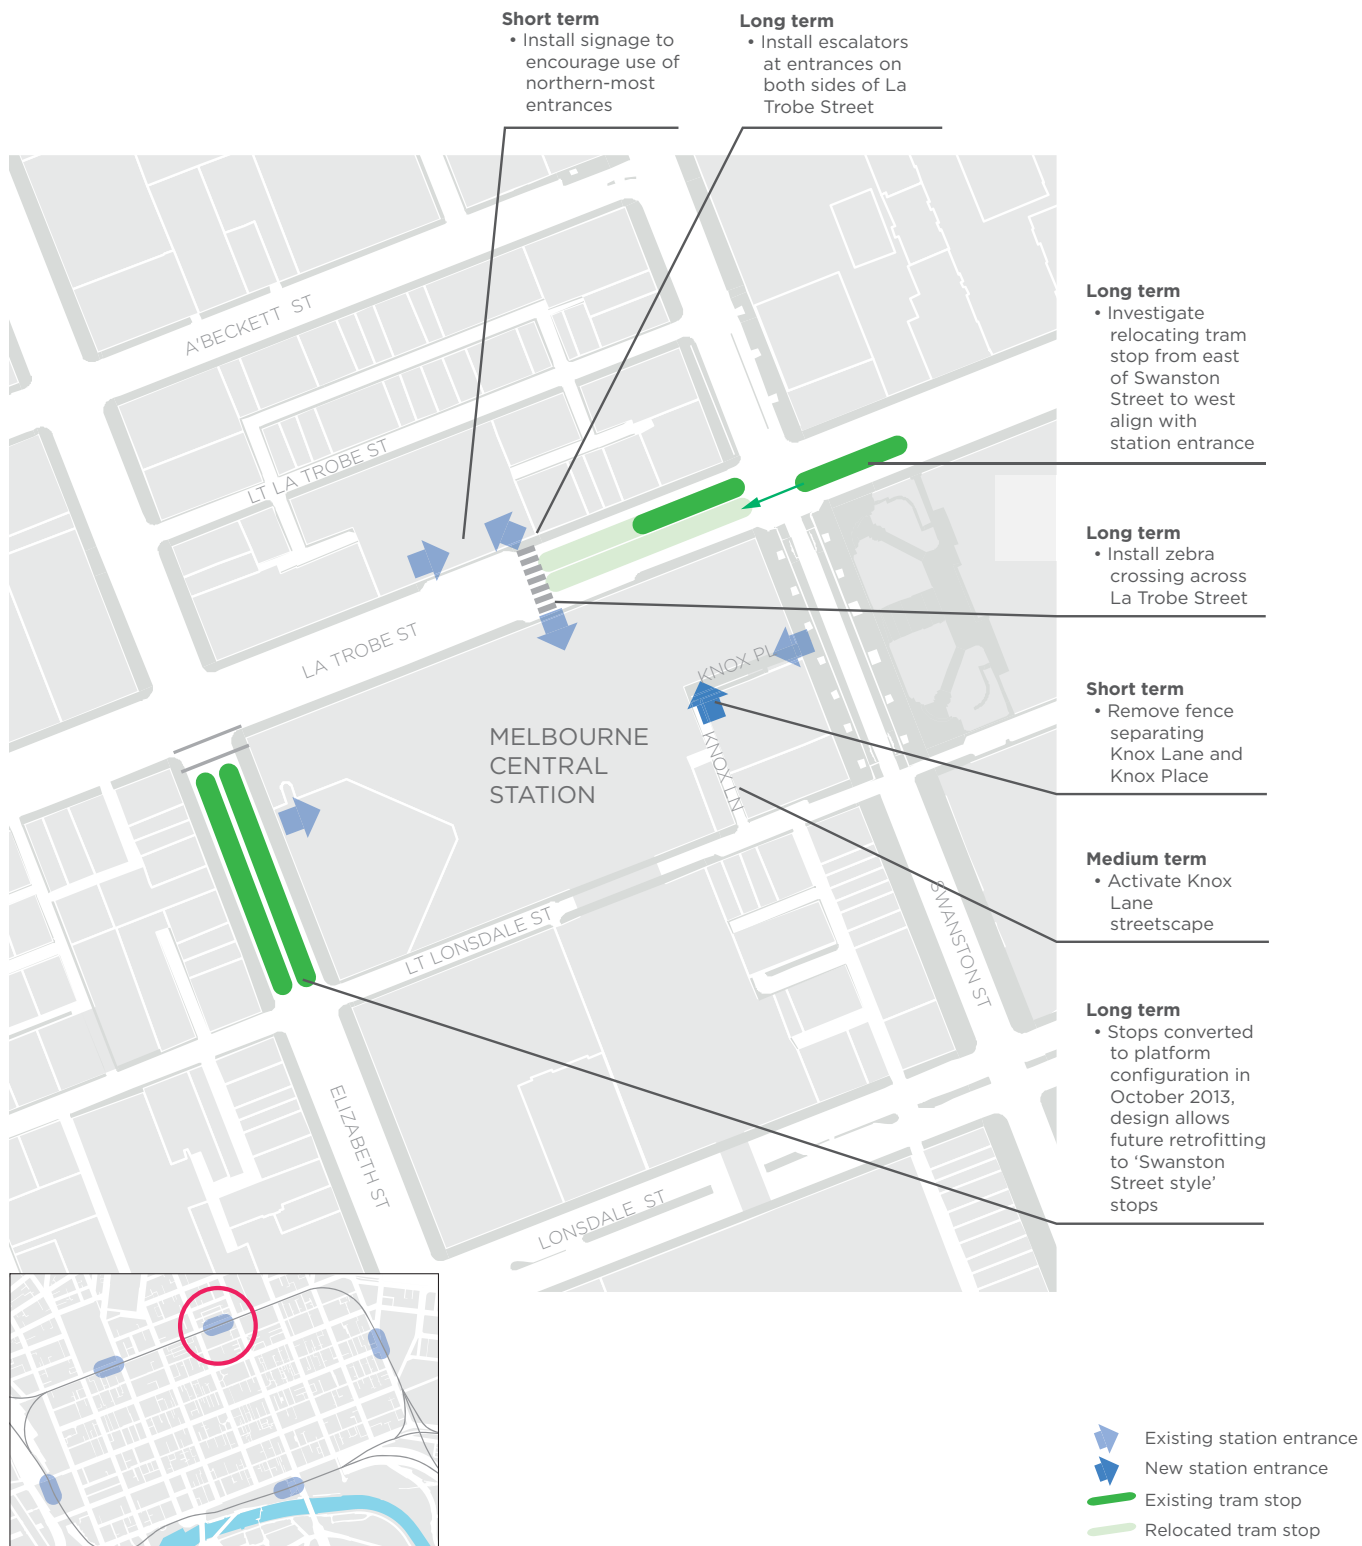 Short term
• Install signage to
encourage use of
northern-most
entrances
Long term
• Install escalators
at entrances on
both sides of La
Trobe Street
Long term
• Investigate
relocating tram
stop from east
of Swanston
Street to west
align with
station entrance
Long term
• Install zebra
crossing across
La Trobe Street
Short term
• Remove fence
separating
Knox Lane and
Knox Place
Medium term
• Activate Knox
Lane
streetscape
Long term
• Stops converted
to platform
configuration in
October 2013,
design allows
future retrofitting
to ‘Swanston
Street style’
stops
A'BECKETT ST
LT LA TROBE ST
LA TROBE ST
KNOX PL
KNOX LN
MELBOURNE
CENTRAL
STATION
SWANSTON ST
LT LONSDALE ST
ELIZABETH ST
LONSDALE ST
Existing station entrance
New station entrance
Existing tram stop
Relocated tram stop